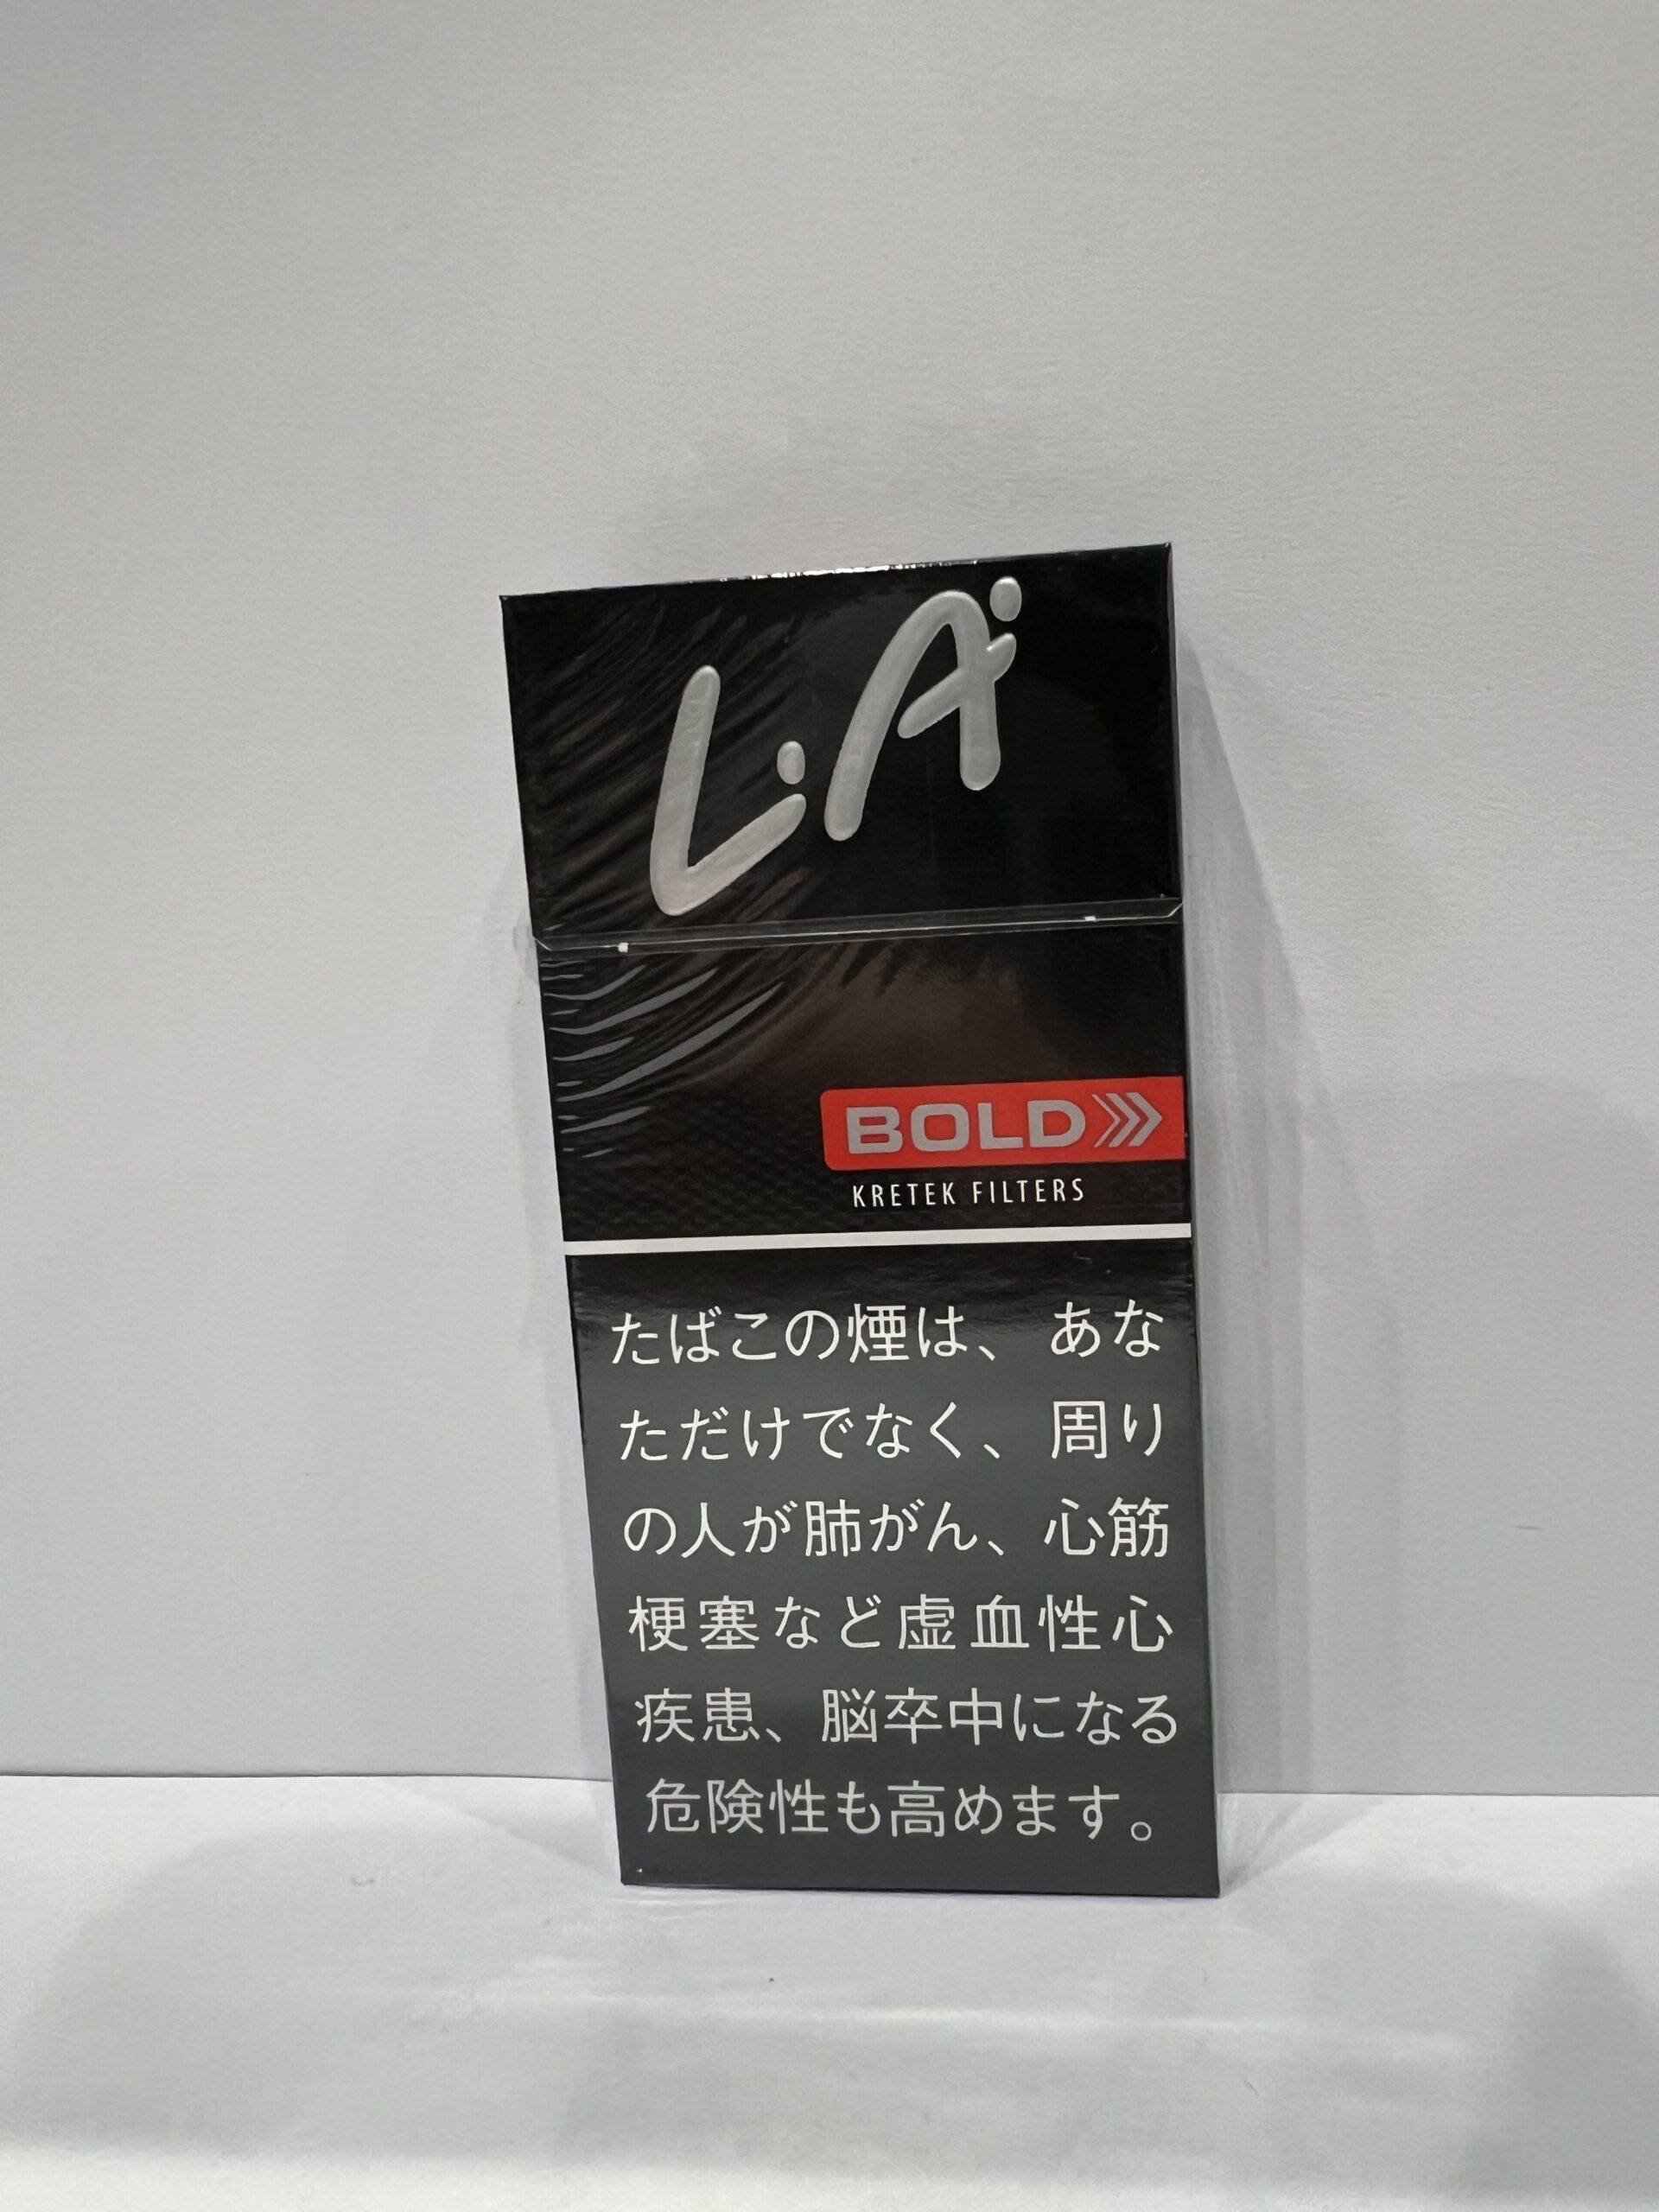 L.A.
BOLD
KRETEK FILTERS
たばこの煙は、あな
ただけでなく、周り
の人が肺がん、心筋
梗塞など虚血性心
疾患、脳卒中になる
危険性も高めます。